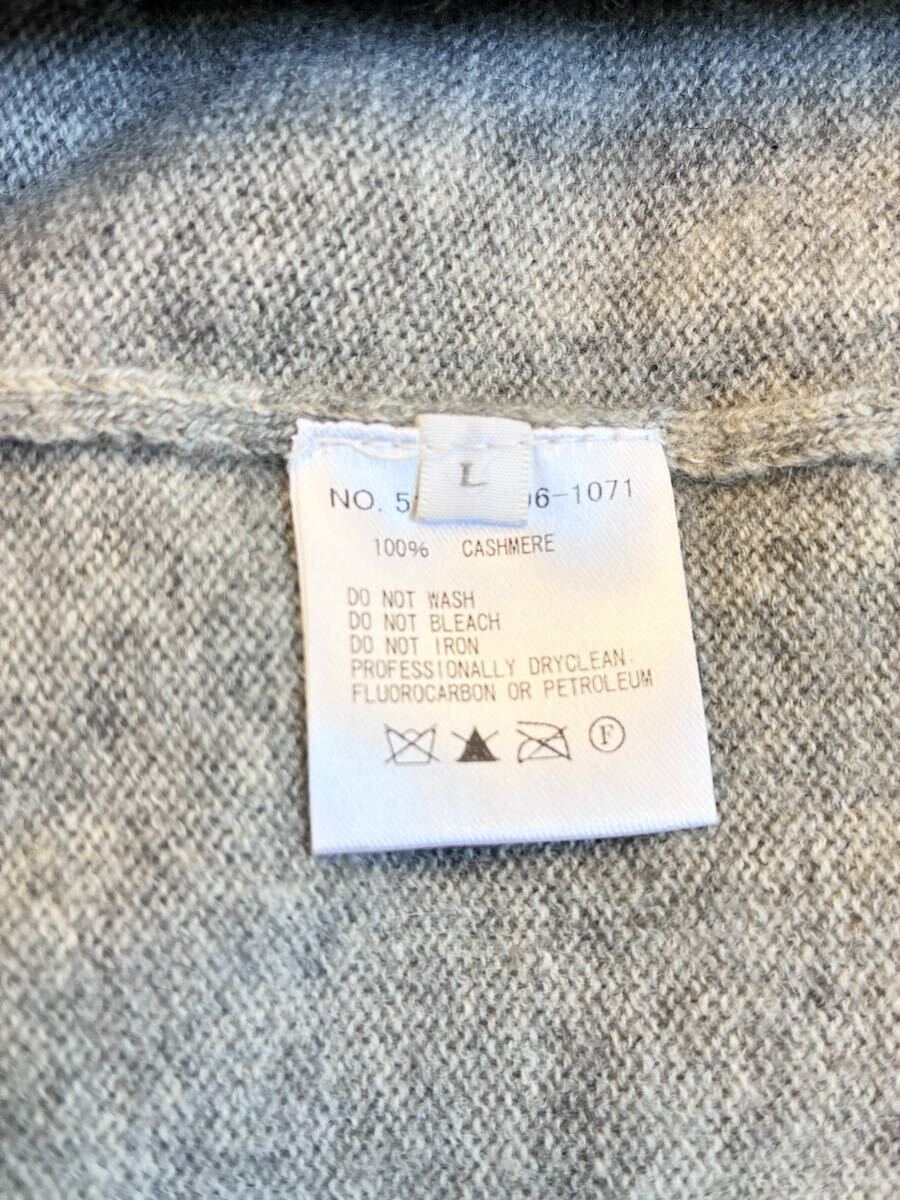 L
NO. 5 06-1071
100% CASHMERE
DO NOT WASH
DO NOT BLEACH
DO NOT IRON
PROFESSIONALLY DRYCLEAN:
FLUOROCARBON OR PETROLEUM
F